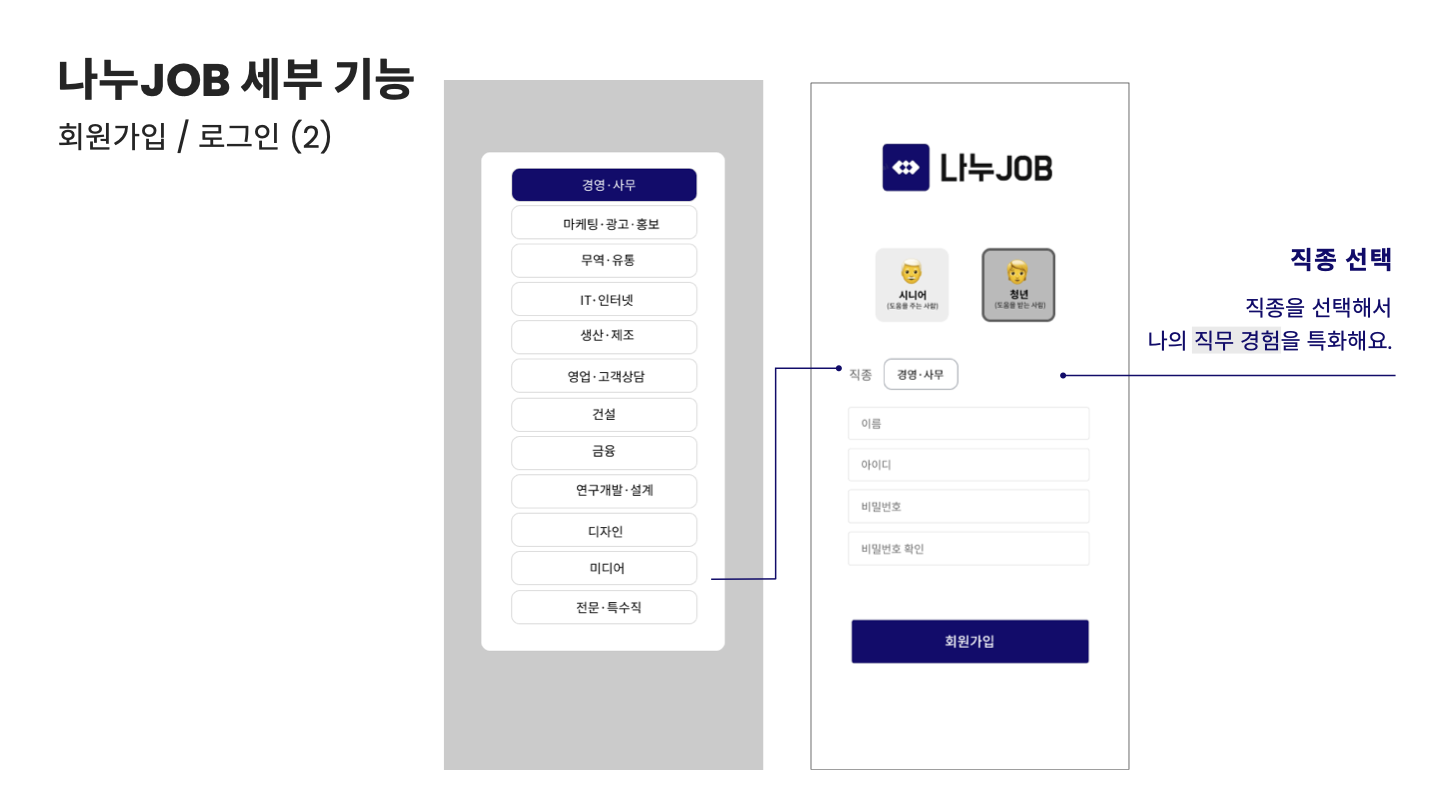 나누JOB 세부 기능
회원가입 / 로그인 (2)
경영·사무
마케팅·광고·홍보
무역·유통
IT·인터넷
생산·제조
영업·고객상담
건설
금융
연구개발·설계
디자인
미디어
전문·특수직
나누JOB
시니어
(도움을 주는 사람)
청년
(도움을 받는 사람)
직종
경영·사무
이름
아이디
비밀번호
비밀번호 확인
회원가입
직종 선택
직종을 선택해서
나의 직무 경험을 특화해요.